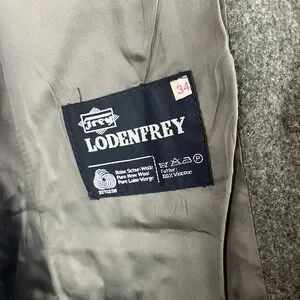 34
frey
LODENFREY
Reine Schur-Wolle
Pure New Wool
Pure Laine Vierge
P
Futter:
100% Viscose